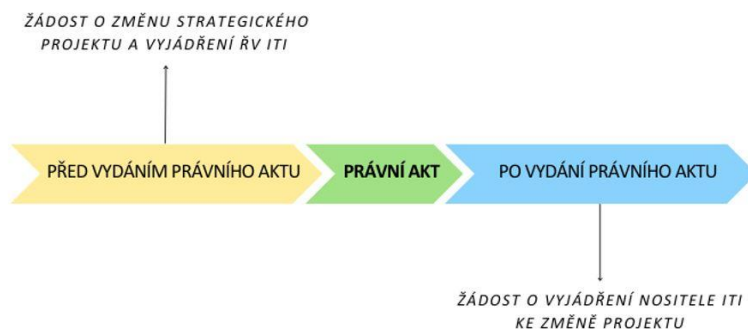 ŽÁDOST O ZMĚNU STRATEGICKÉHO
PROJEKTU A VYJÁDŘENÍ ŘV ITI
PŘED VYDÁNÍM PRÁVNÍHO AKTU
PRÁVNÍ AKT
PO VYDÁNÍ PRÁVNÍHO AKTU
ŽÁDOST O VYJÁDŘENÍ NOSITELE ITI
KE ZMĚNĚ PROJEKTU